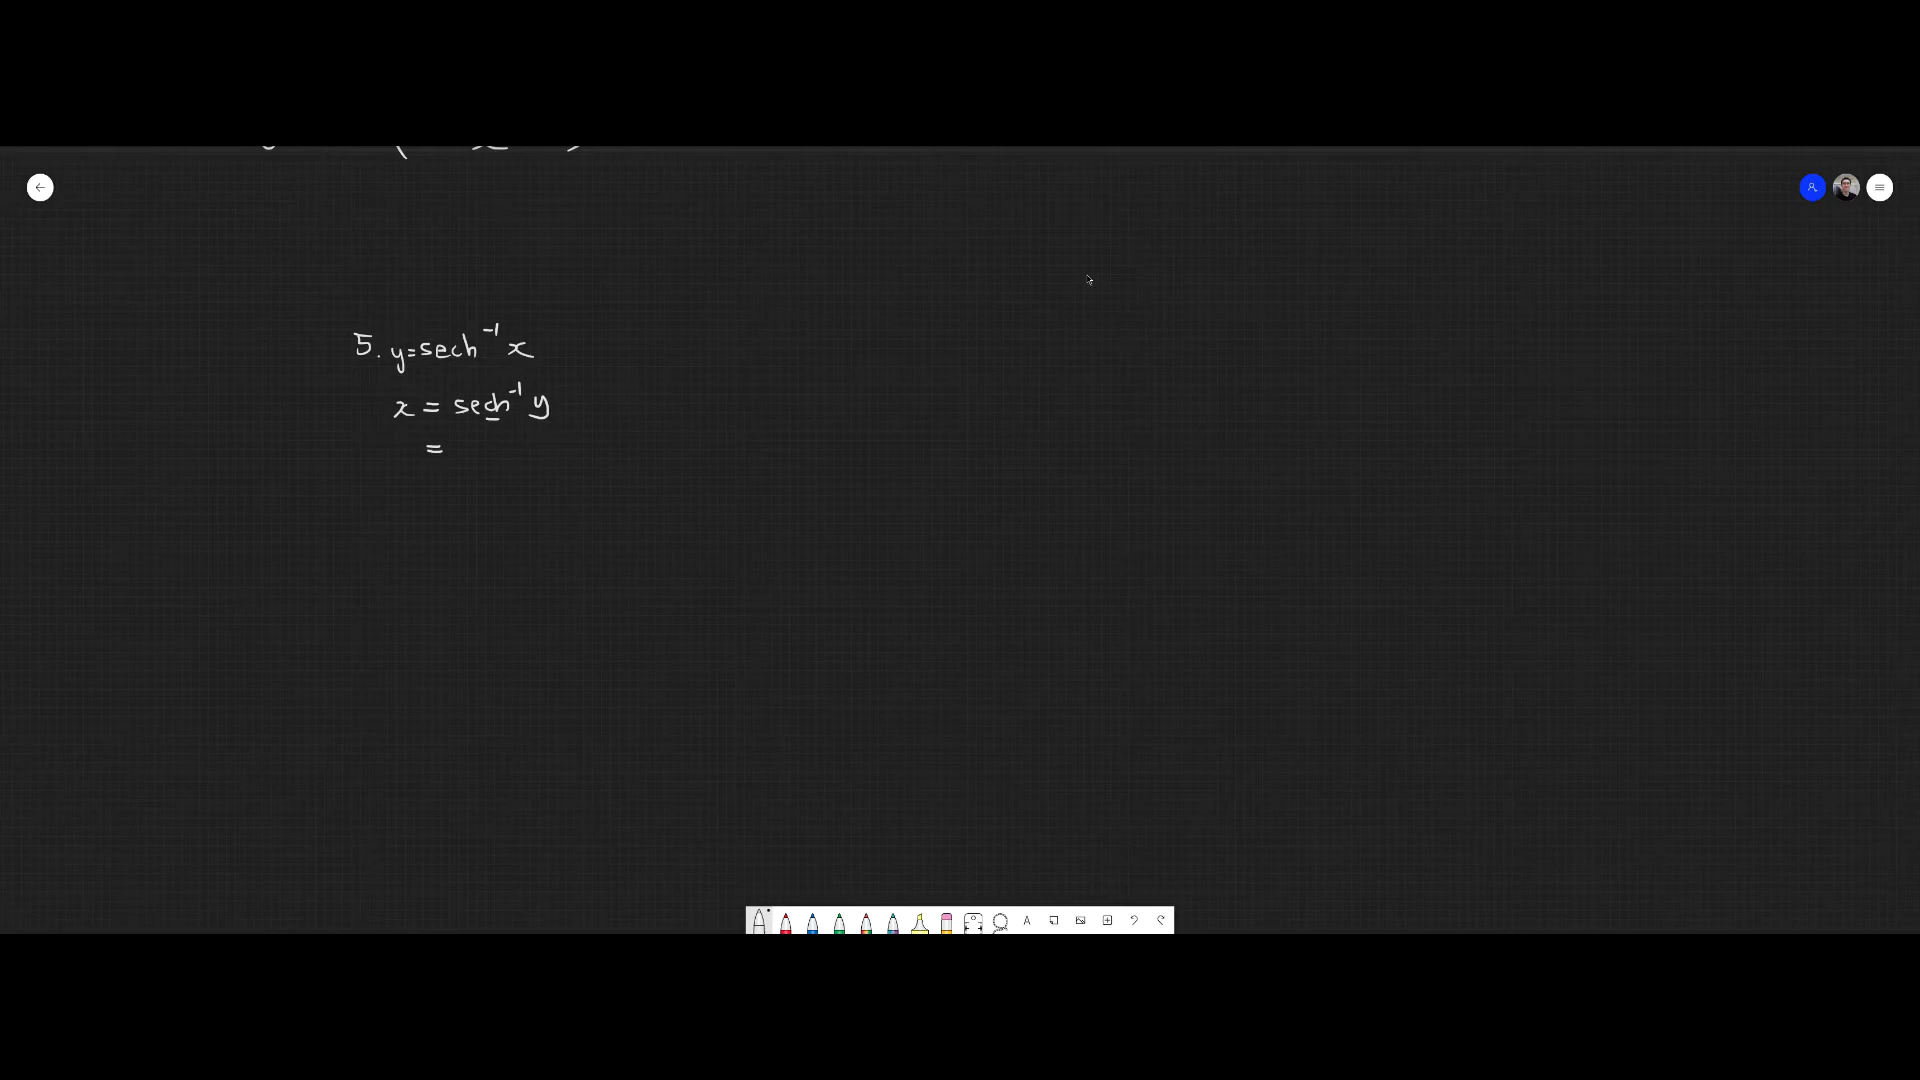 5. y=sech⁻¹ x
x = sech⁻¹ y
=
A